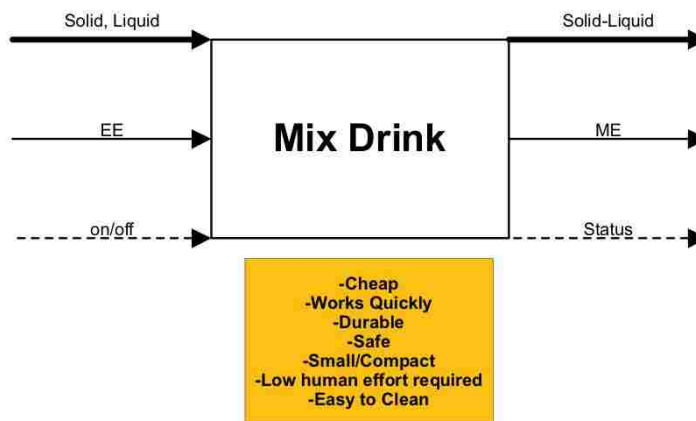 Solid, Liquid
Solid-Liquid
EE
Mix Drink
ME
on/off
Status
-Cheap
-Works Quickly
-Durable
-Safe
-Small/Compact
-Low human effort required
-Easy to Clean